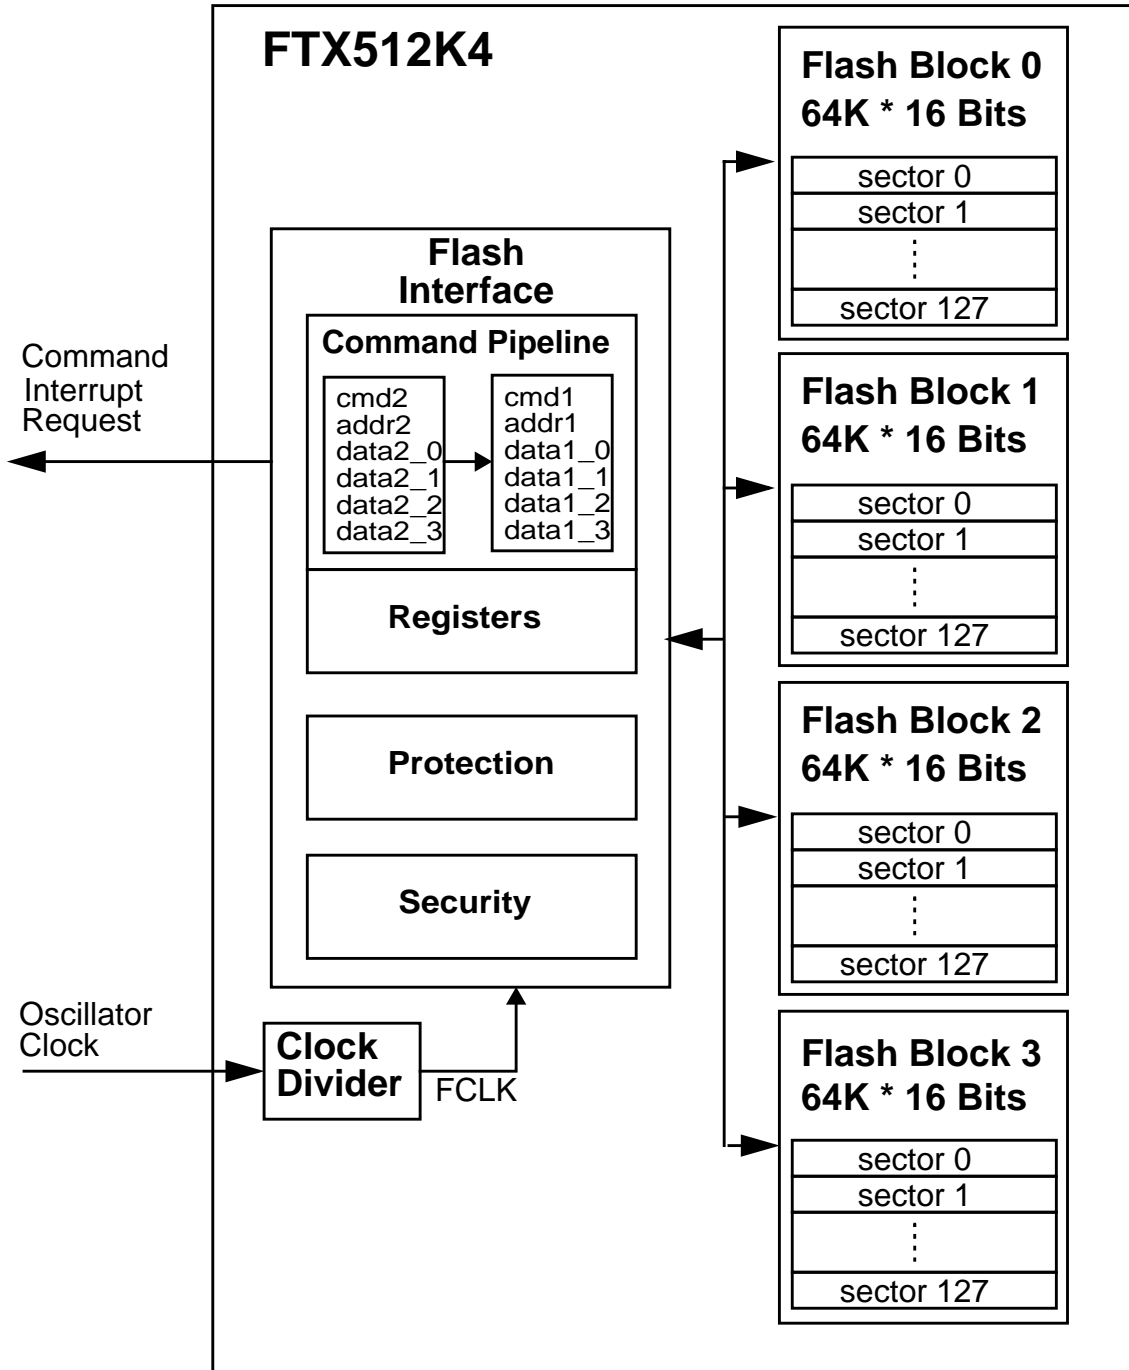 FTX512K4
Flash Block 0
64K * 16 Bits
sector 0
sector 1
sector 127
Flash
Interface
Command Pipeline
cmd2
addr2
data2_0
data2_1
data2_2
data2_3
cmd1
addr1
data1_0
data1_1
data1_2
data1_3
Registers
Protection
Security
Command
Interrupt
Request
Flash Block 1
64K * 16 Bits
sector 0
sector 1
sector 127
Flash Block 2
64K * 16 Bits
sector 0
sector 1
sector 127
Oscillator
Clock
Clock
Divider
FCLK
Flash Block 3
64K * 16 Bits
sector 0
sector 1
sector 127